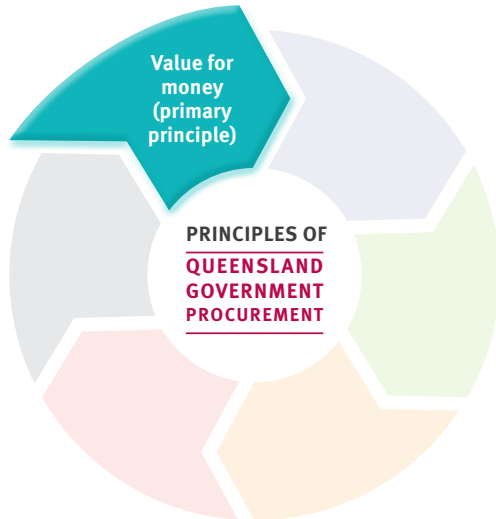 Value for
money
(primary
principle)
PRINCIPLES OF
QUEENSLAND
GOVERNMENT
PROCUREMENT